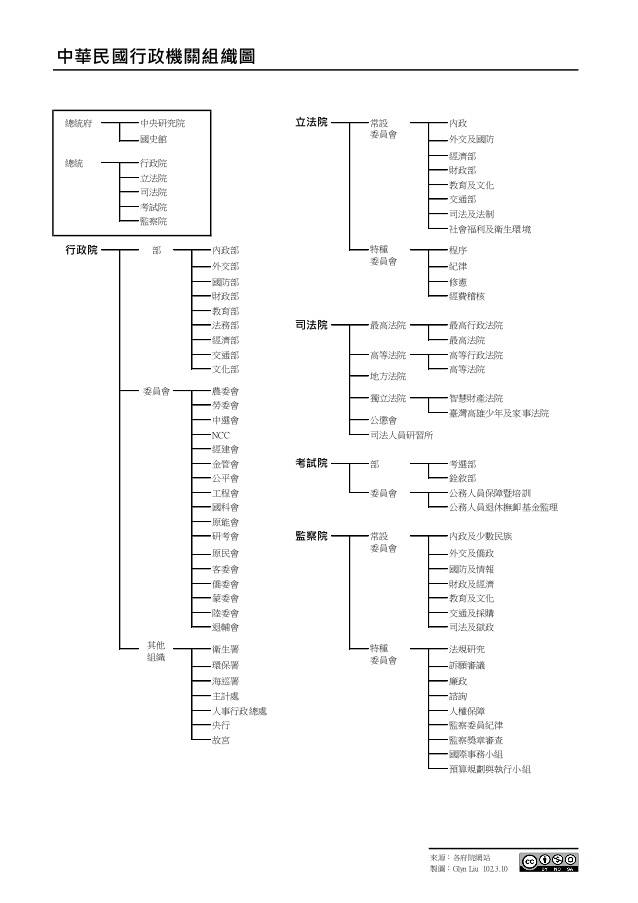 中華民國行政機關組織圖
總統府
中央研究院
國史館
總統
行政院
立法院
司法院
考試院
監察院
行政院
部
內政部
外交部
國防部
財政部
教育部
法務部
經濟部
交通部
文化部
委員會
農委會
勞委會
中選會
NCC
經建會
金管會
公平會
工程會
國科會
原能會
研考會
原民會
客委會
僑委會
蒙委會
陸委會
退輔會
其他
組織
衛生署
環保署
海巡署
主計處
人事行政總處
央行
故宮
立法院
常設
委員會
內政
外交及國防
經濟部
財政部
教育及文化
交通部
司法及法制
社會福利及衛生環境
特種
委員會
程序
紀律
修憲
經費稽核
司法院
最高法院
最高行政法院
最高法院
高等法院
高等行政法院
高等法院
地方法院
獨立法院
智慧財產法院
臺灣高雄少年及家事法院
公懲會
司法人員研習所
考試院
部
考選部
銓敘部
委員會
公務人員保障暨培訓
公務人員退休撫卹基金監理
監察院
常設
委員會
內政及少數民族
外交及僑政
國防及情報
財政及經濟
教育及文化
交通及採購
司法及獄政
特種
委員會
法規研究
訴願審議
廉政
諮詢
人權保障
監察委員紀律
監察獎章審查
國際事務小組
預算規劃與執行小組
來源：各府院網站
製圖：Glyn Liu 102.3.10
cc
BY NC SA